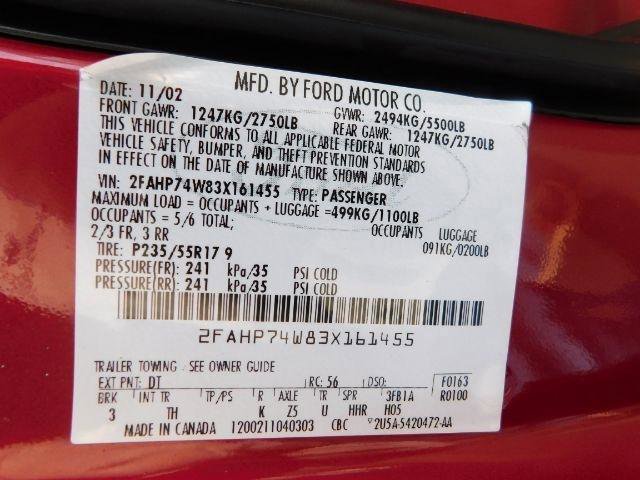 MFD. BY FORD MOTOR CO.
DATE: 11/02 GVWR: 2494KG/5500LB
FRONT GAWR: 1247KG/2750LB REAR GAWR: 1247KG/2750LB
THIS VEHICLE CONFORMS TO ALL APPLICABLE FEDERAL MOTOR
VEHICLE SAFETY, BUMPER, AND THEFT PREVENTION STANDARDS
IN EFFECT ON THE DATE OF MANUFACTURE SHOWN ABOVE.
VIN: 2FAHP74W83X161455 TYPE: PASSENGER
MAXIMUM LOAD = OCCUPANTS + LUGGAGE = 499KG/1100LB
OCCUPANTS = 5/6 TOTAL; OCCUPANTS LUGGAGE
2/3 FR, 3 RR 091KG/0200LB
TIRE: P235/55R17 9
PRESSURE(FR) 241 kPa/35 PSI COLD
PRESSURE(RR) 241 kPa/35 PSI COLD
2FAHP74W83X161455
TRAILER TOWING - SEE OWNER GUIDE
EXT PNT: DT RC: 56 DSO: F0163
BRK INT TR TP/PS R AXLE TR SPR 3FB1A R0100
3 TH K Z5 U HHR H05
MADE IN CANADA 1200211040303 CBC 2U5A-5420472-AA